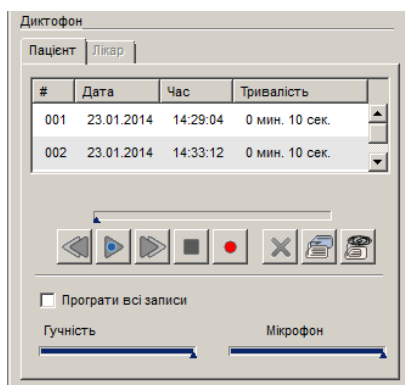 Диктофон
Пацієнт Лікар
# Дата Час Тривалість
001 23.01.2014 14:29:04 0 мин. 10 сек.
002 23.01.2014 14:33:12 0 мин. 10 сек.
Програти всі записи
Гучність Мікрофон